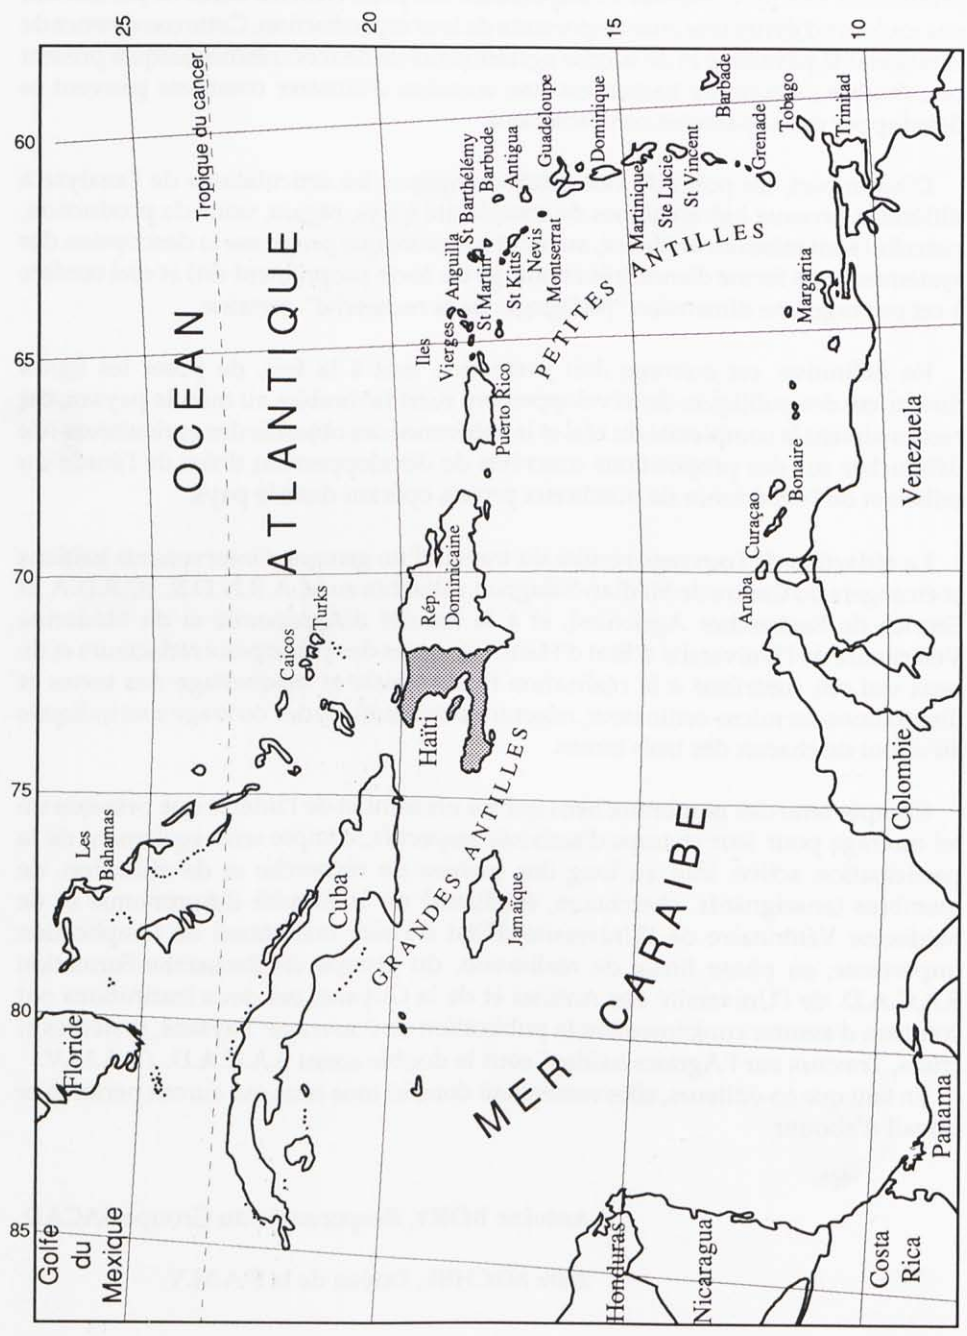 85
80
75
70
65
60
25
20
15
10
Golfe
du
Mexique
Floride
Les
Bahamas
OCEAN
ATLANTIQUE
Tropique du cancer
Cuba
Caicos
Turks
GRANDES ANTILLES
Jamaïque
Haïti
Rép.
Dominicaine
Puerto Rico
Iles
Vierges
Anguilla
St Martin
St Barthélémy
Barbude
St Kitts
Nevis
Antigua
Montserrat
Guadeloupe
Dominique
PETITES ANTILLES
Martinique
Ste Lucie
St Vincent
Barbade
Grenade
Tobago
Trinidad
Margarita
MER CARAIBE
Aruba
Curaçao
Bonaire
Honduras
Nicaragua
Costa
Rica
Panama
Colombie
Venezuela